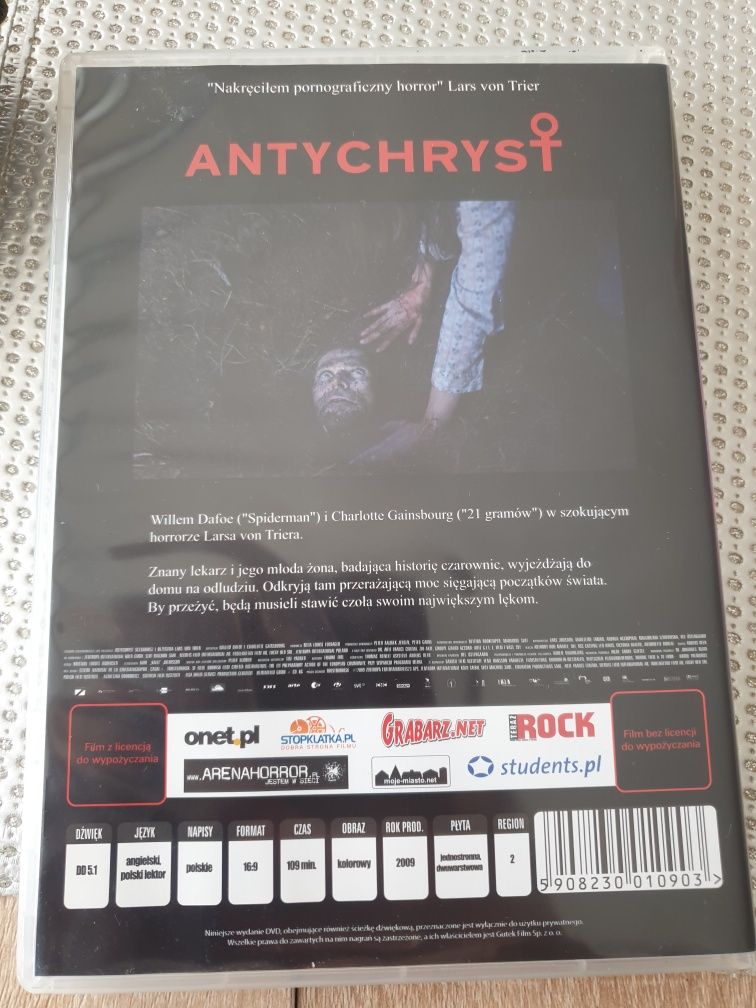 "Nakręciłem pornograficzny horror" Lars von Trier
ANTYCHRYST
Willem Dafoe ("Spiderman") i Charlotte Gainsbourg ("21 gramów") w szokującym
horrorze Larsa von Triera.
Znany lekarz i jego młoda żona, badająca historię czarownic, wyjeżdżają do
domu na odludziu. Odkryją tam przerażającą moc sięgającą początków świata.
By przeżyć, będą musieli stawić czoła swoim największym lękom.
Film z licencją
do wypożyczania
onet.pl
STOPKLATKA.PL
DOBRA STRONA FILMU
GRABARZ.NET
TERAZ ROCK
www.ARENAHORROR.PL
JESTEM W SIECI
moje-miasto.net
students.pl
Film bez licencji
do wypożyczania
DŹWIĘK
DD 5.1
JĘZYK
angielski,
polski lektor
NAPISY
polskie
FORMAT
16:9
CZAS
109 min.
OBRAZ
kolorowy
ROK PROD.
2009
PŁYTA
jednostronna,
dwuwarstwowa
REGION
2
5 908230 010903 >
Niniejsze wydanie DVD, obejmujące również ścieżkę dźwiękową, przeznaczone jest wyłącznie do użytku prywatnego.
Wszelkie prawa do zawartych na nim nagrań są zastrzeżone, a ich właścicielem jest Gutek Film Sp. z o. o.